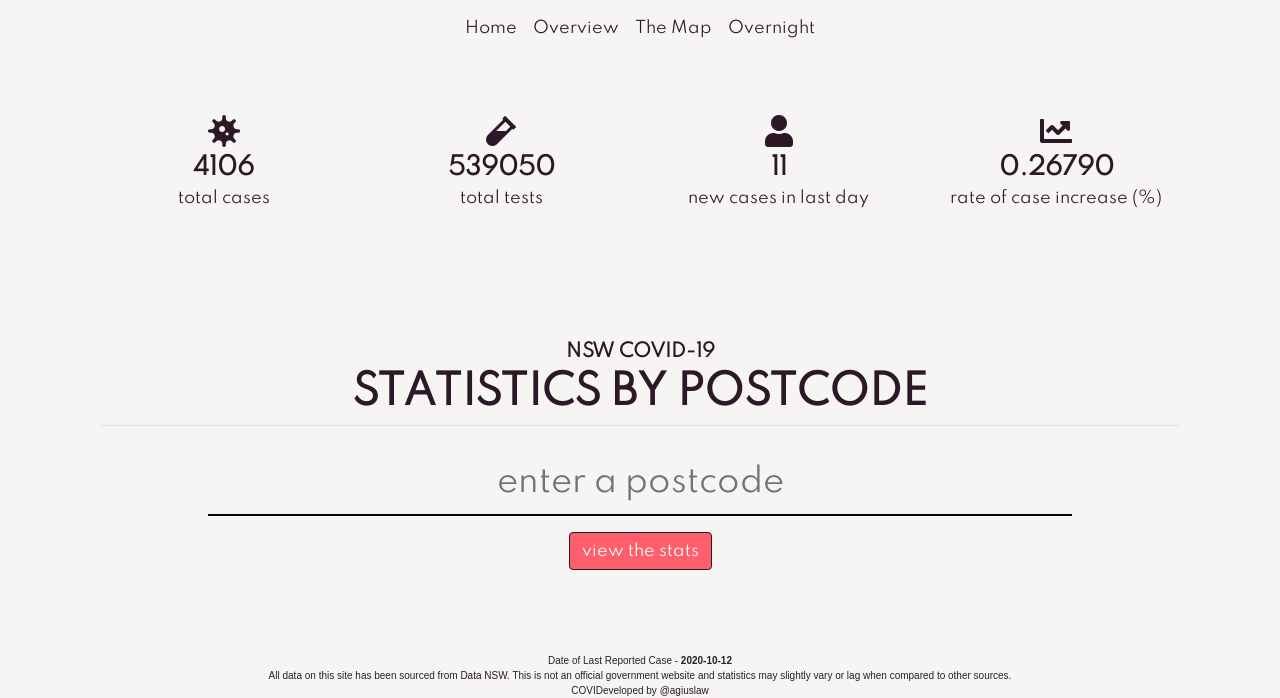 Home Overview The Map Overnight
4106 539050 11 0.26790
total cases total tests new cases in last day rate of case increase (%)
NSW COVID-19
STATISTICS BY POSTCODE
enter a postcode
view the stats
Date of Last Reported Case - 2020-10-12
All data on this site has been sourced from Data NSW. This is not an official government website and statistics may slightly vary or lag when compared to other sources.
COVIDeveloped by @agiuslaw